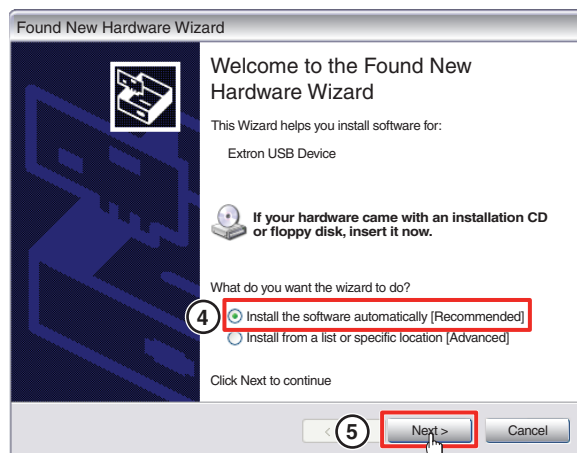 Found New Hardware Wizard
Welcome to the Found New
Hardware Wizard
This Wizard helps you install software for:
Extron USB Device
If your hardware came with an installation CD
or floppy disk, insert it now.
What do you want the wizard to do?
4
Install the software automatically [Recommended]
Install from a list or specific location [Advanced]
Click Next to continue
< 5 Next > Cancel